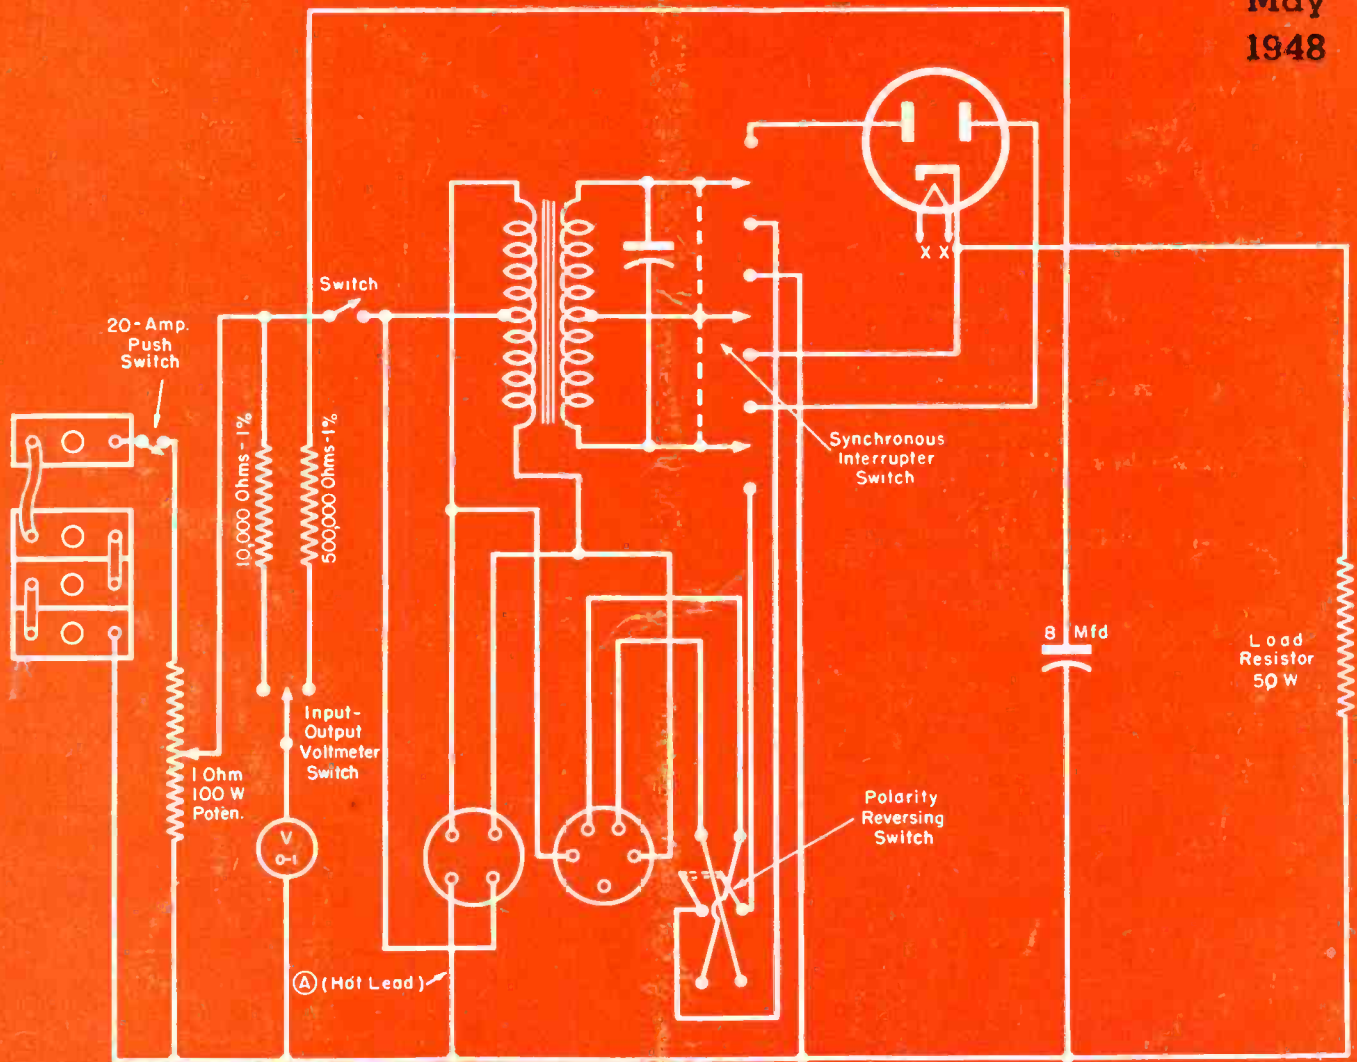 May
1948
Switch
20-Amp.
Push
Switch
10,000 Ohms-1%
500,000 Ohms-1%
X X
Synchronous
Interrupter
Switch
Input-
Output
Voltmeter
Switch
1 Ohm
100 W
Poten.
V
0-1
8 Mfd
Load
Resistor
50 W
Polarity
Reversing
Switch
A (Hot Lead)